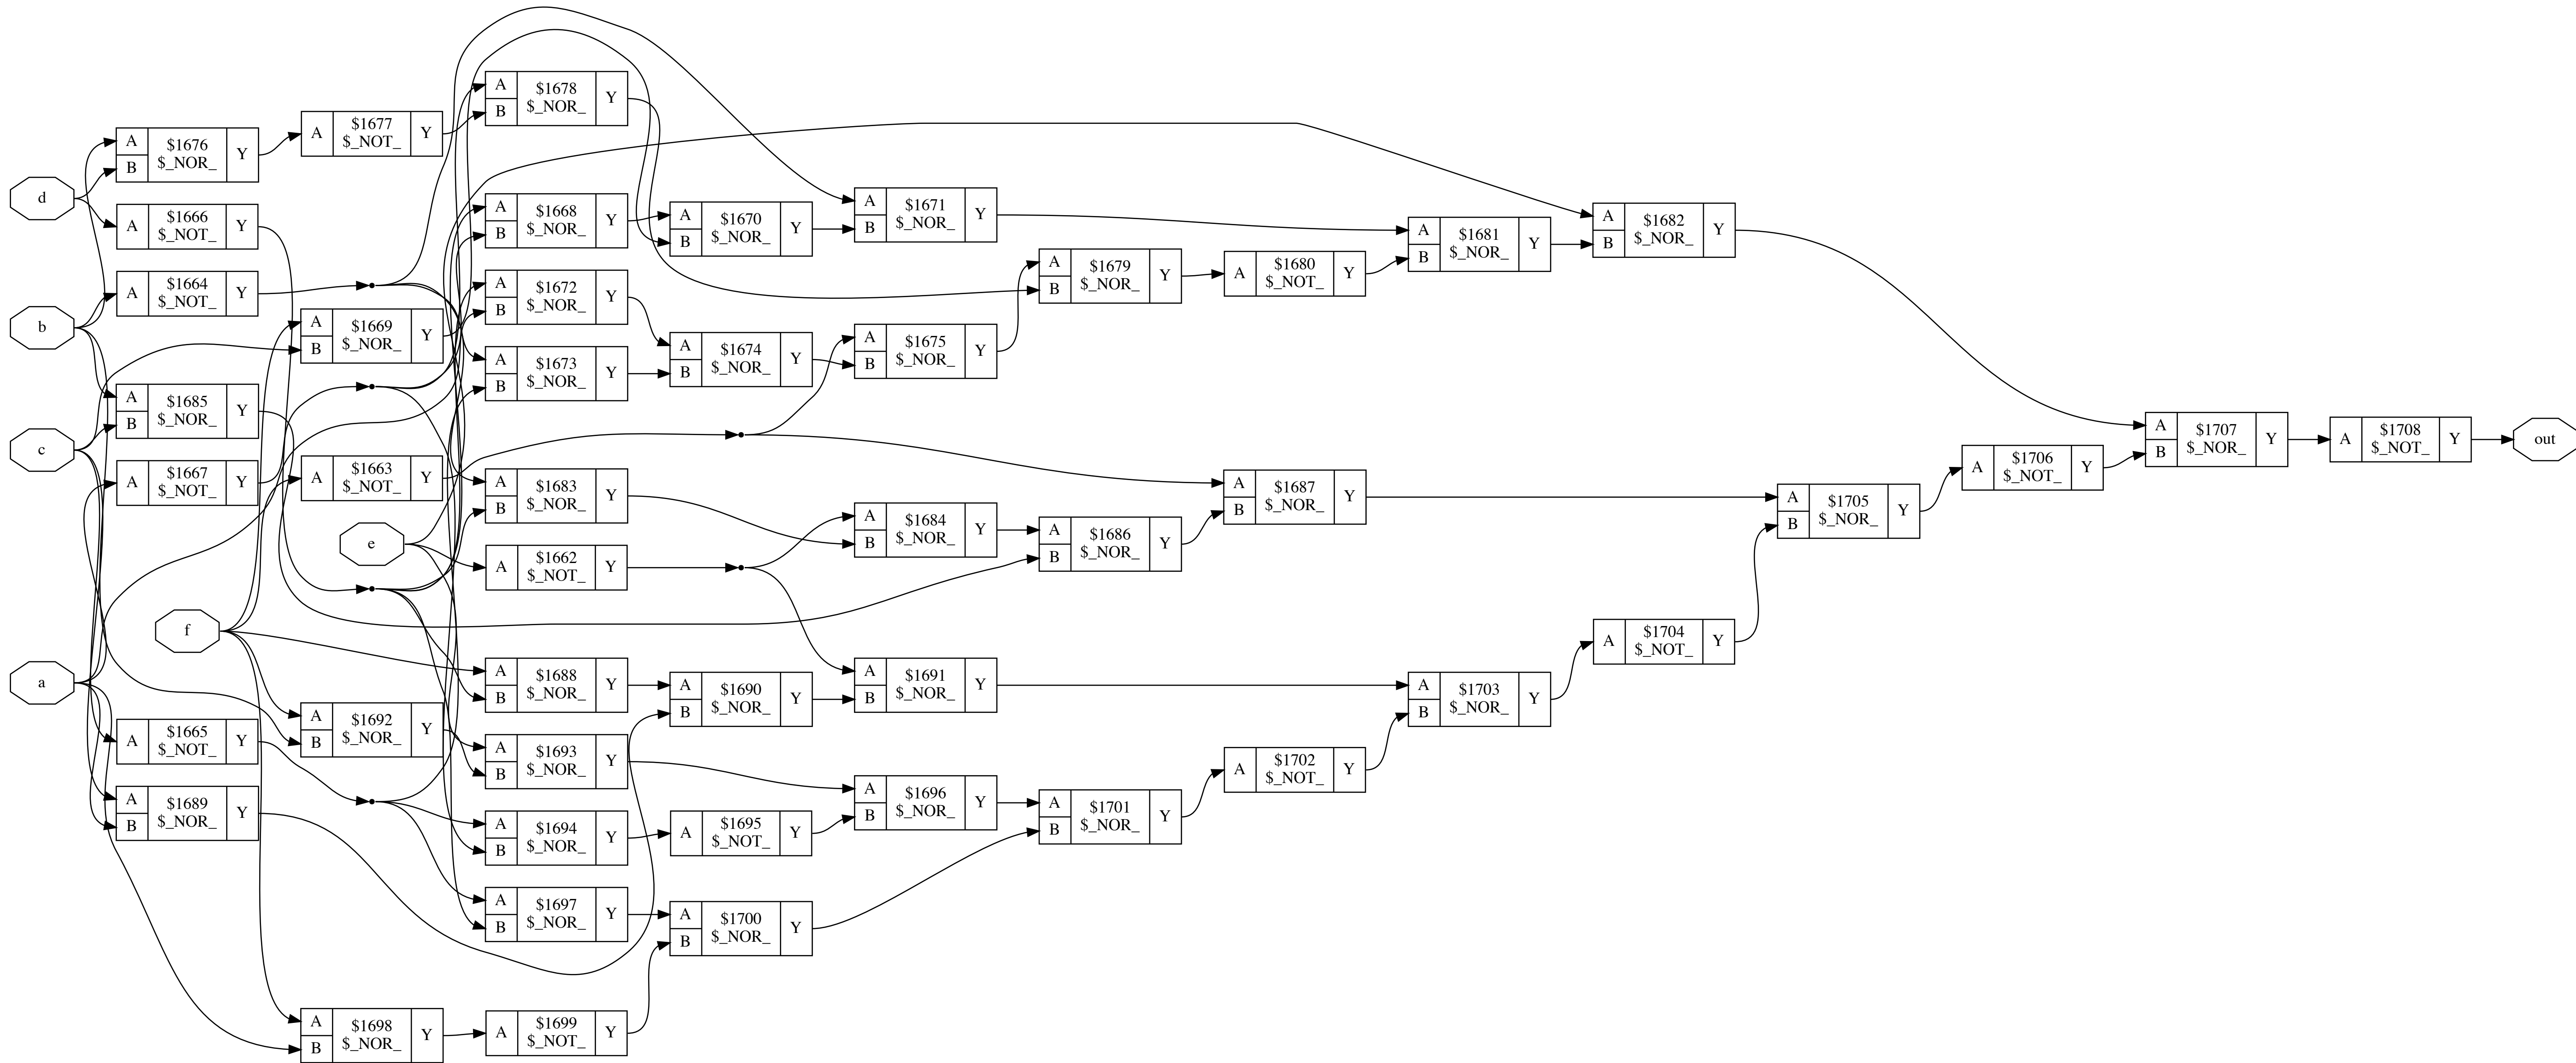 d
b
c
a
f
e
A
B
$1676
$_NOR_
Y
A
$1666
$_NOT_
Y
A
$1664
$_NOT_
Y
A
B
$1685
$_NOR_
Y
A
$1667
$_NOT_
Y
A
$1665
$_NOT_
Y
A
B
$1689
$_NOR_
Y
A
$1677
$_NOT_
Y
A
B
$1669
$_NOR_
Y
A
$1663
$_NOT_
Y
A
B
$1692
$_NOR_
Y
A
B
$1698
$_NOR_
Y
A
B
$1678
$_NOR_
Y
A
B
$1668
$_NOR_
Y
A
B
$1672
$_NOR_
Y
A
B
$1673
$_NOR_
Y
A
B
$1683
$_NOR_
Y
A
$1662
$_NOT_
Y
A
B
$1688
$_NOR_
Y
A
B
$1693
$_NOR_
Y
A
B
$1694
$_NOR_
Y
A
B
$1697
$_NOR_
Y
A
$1699
$_NOT_
Y
A
B
$1670
$_NOR_
Y
A
B
$1674
$_NOR_
Y
A
B
$1690
$_NOR_
Y
A
$1695
$_NOT_
Y
A
B
$1700
$_NOR_
Y
A
B
$1671
$_NOR_
Y
A
B
$1675
$_NOR_
Y
A
B
$1684
$_NOR_
Y
A
B
$1691
$_NOR_
Y
A
B
$1696
$_NOR_
Y
A
B
$1679
$_NOR_
Y
A
B
$1686
$_NOR_
Y
A
B
$1701
$_NOR_
Y
A
$1680
$_NOT_
Y
A
B
$1687
$_NOR_
Y
A
$1702
$_NOT_
Y
A
B
$1681
$_NOR_
Y
A
B
$1703
$_NOR_
Y
A
B
$1682
$_NOR_
Y
A
$1704
$_NOT_
Y
A
B
$1705
$_NOR_
Y
A
$1706
$_NOT_
Y
A
B
$1707
$_NOR_
Y
A
$1708
$_NOT_
Y
out